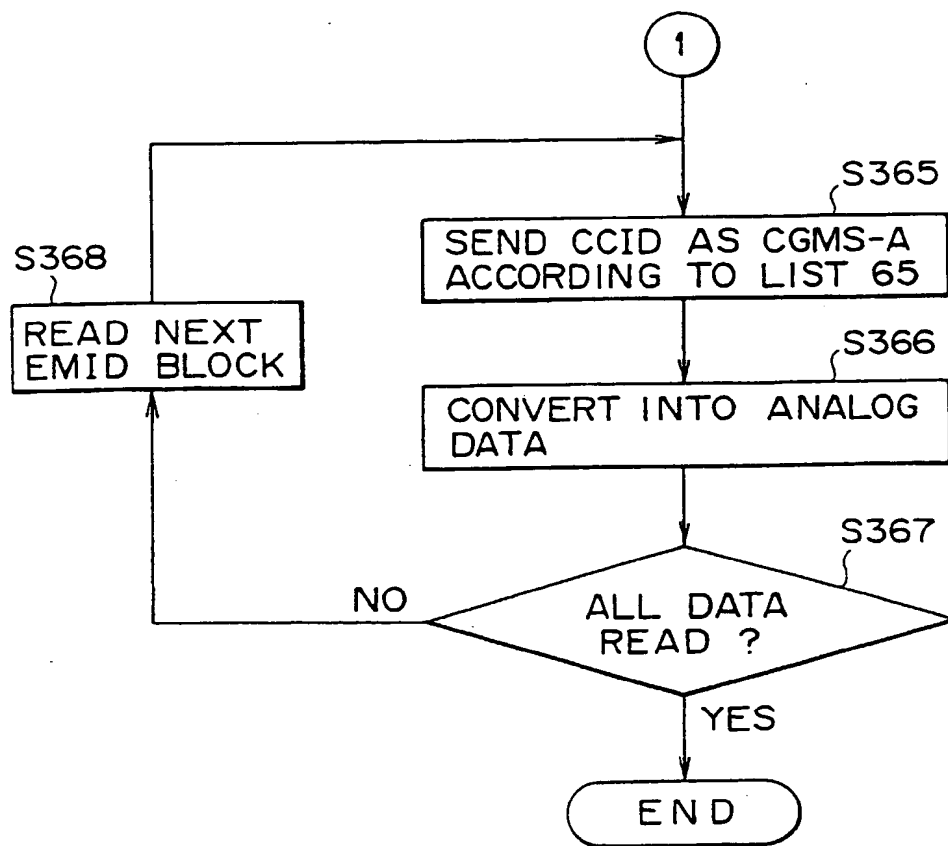 1
S365
SEND CCID AS CGMS-A
ACCORDING TO LIST 65
S368
READ NEXT
EMID BLOCK
S366
CONVERT INTO ANALOG
DATA
S367
NO
ALL DATA
READ ?
YES
END